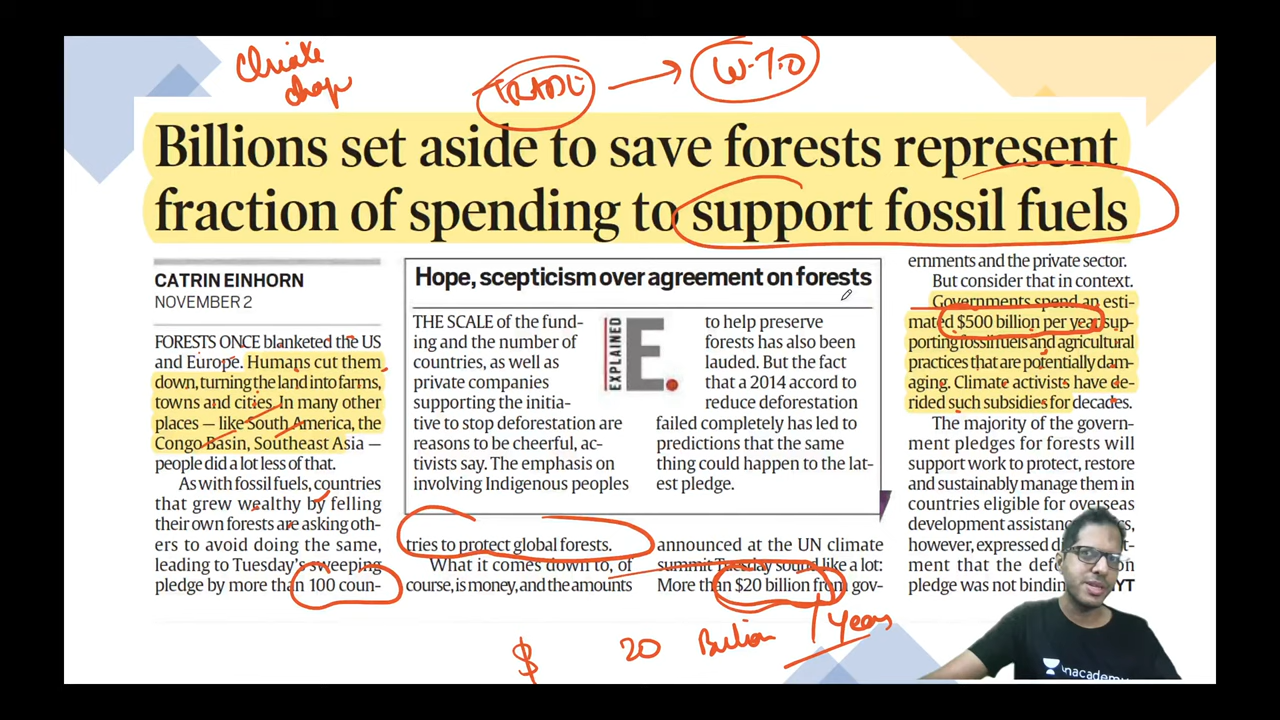 Climate
change
TRADE
W.T.O
Billions set aside to save forests represent
fraction of spending to support fossil fuels
CATRIN EINHORN
NOVEMBER 2
FORESTS ONCE blanketed the US
and Europe. Humans cut them
down, turning the land into farms,
towns and cities. In many other
places — like South America, the
Congo Basin, Southeast Asia —
people did a lot less of that.
As with fossil fuels, countries
that grew wealthy by felling
their own forests are asking oth-
ers to avoid doing the same,
leading to Tuesday's sweeping
pledge by more than 100 coun-
Hope, scepticism over agreement on forests
THE SCALE of the fund-
ing and the number of
countries, as well as
private companies
supporting the initia-
tive to stop deforestation are
reasons to be cheerful, ac-
tivists say. The emphasis on
involving Indigenous peoples
EXPLAINED
E.
to help preserve
forests has also been
lauded. But the fact
that a 2014 accord to
reduce deforestation
failed completely has led to
predictions that the same
thing could happen to the lat-
est pledge.
tries to protect global forests.
What it comes down to, of
course, is money, and the amounts
announced at the UN climate
summit Tuesday sound like a lot:
More than $20 billion from gov-
ernments and the private sector.
But consider that in context.
Governments spend an esti-
mated $500 billion per year sup-
porting fossil fuels and agricultural
practices that are potentially dam-
aging. Climate activists have de-
rided such subsidies for decades.
The majority of the govern-
ment pledges for forests will
support work to protect, restore
and sustainably manage them in
countries eligible for overseas
development assistance
however, expressed
ment that the on
pledge was not binding NYT
$ 20 Billion / Years
unacademy